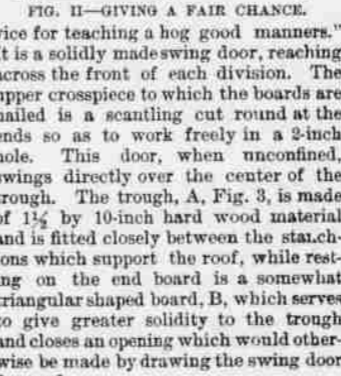 FIG. II—GIVING A FAIR CHANCE.
vice for teaching a hog good manners."
It is a solidly made swing door, reaching
across the front of each division. The
upper crosspiece to which the boards are
nailed is a scantling cut round at the
ends so as to work freely in a 2-inch
hole. This door, when unconfined,
swings directly over the center of the
trough. The trough, A, Fig. 3, is made
of 1½ by 10-inch hard wood material
and is fitted closely between the stanch-
ions which support the roof, while rest-
ing on the end board is a somewhat
triangular shaped board, B, which serves
to give greater solidity to the trough
and closes an opening which would other-
wise be made by drawing the swing door